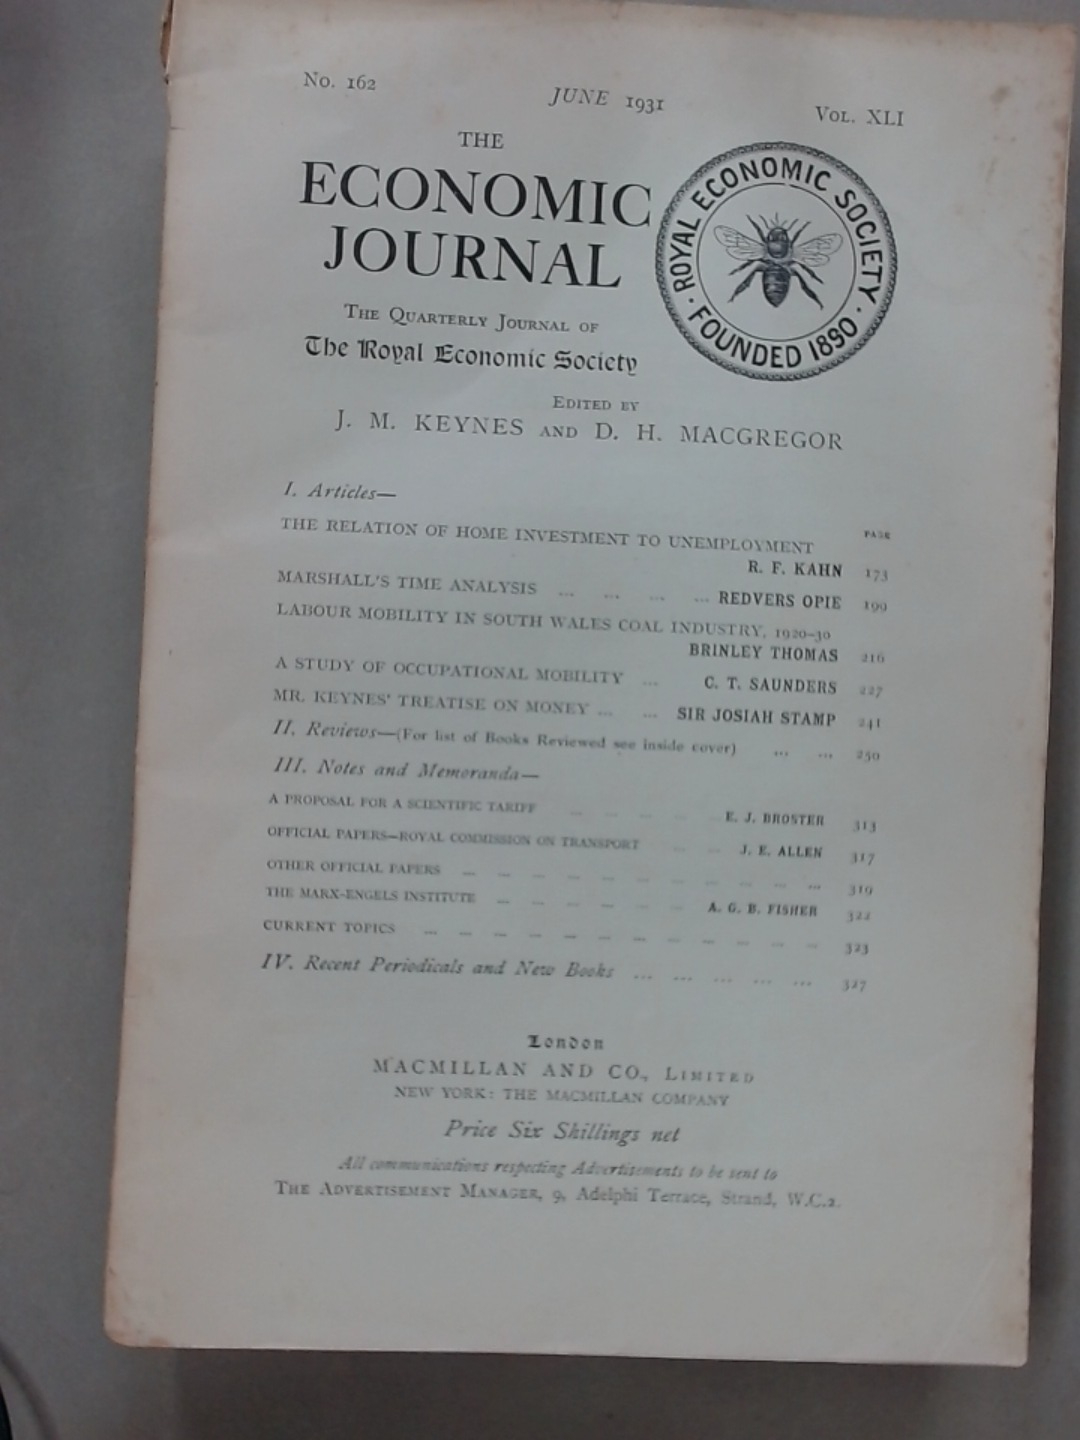 No. 162
JUNE 1931
VOL. XLI
THE
ECONOMIC
JOURNAL
ROYAL ECONOMIC SOCIETY
· FOUNDED 1890 ·
THE QUARTERLY JOURNAL OF
The Royal Economic Society
EDITED BY
J. M. KEYNES AND D. H. MACGREGOR
I. Articles—
PAGE
THE RELATION OF HOME INVESTMENT TO UNEMPLOYMENT
R. F. KAHN 173
MARSHALL'S TIME ANALYSIS ... ... ... ... REDVERS OPIE 199
LABOUR MOBILITY IN SOUTH WALES COAL INDUSTRY, 1920–30
BRINLEY THOMAS 216
A STUDY OF OCCUPATIONAL MOBILITY ... C. T. SAUNDERS 227
MR. KEYNES' TREATISE ON MONEY ... ... SIR JOSIAH STAMP 241
II. Reviews—(For list of Books Reviewed see inside cover) ... ... 250
III. Notes and Memoranda—
A PROPOSAL FOR A SCIENTIFIC TARIFF ... ... ... ... E. J. BROSTER 313
OFFICIAL PAPERS—ROYAL COMMISSION ON TRANSPORT ... ... J. E. ALLEN 317
OTHER OFFICIAL PAPERS ... ... ... ... ... ... ... ... ... ... ... 319
THE MARX-ENGELS INSTITUTE ... ... ... ... ... ... A. G. B. FISHER 322
CURRENT TOPICS ... ... ... ... ... ... ... ... ... ... ... ... 323
IV. Recent Periodicals and New Books ... ... ... ... ... 327
London
MACMILLAN AND CO., LIMITED
NEW YORK: THE MACMILLAN COMPANY
Price Six Shillings net
All communications respecting Advertisements to be sent to
THE ADVERTISEMENT MANAGER, 9, Adelphi Terrace, Strand, W.C.2.